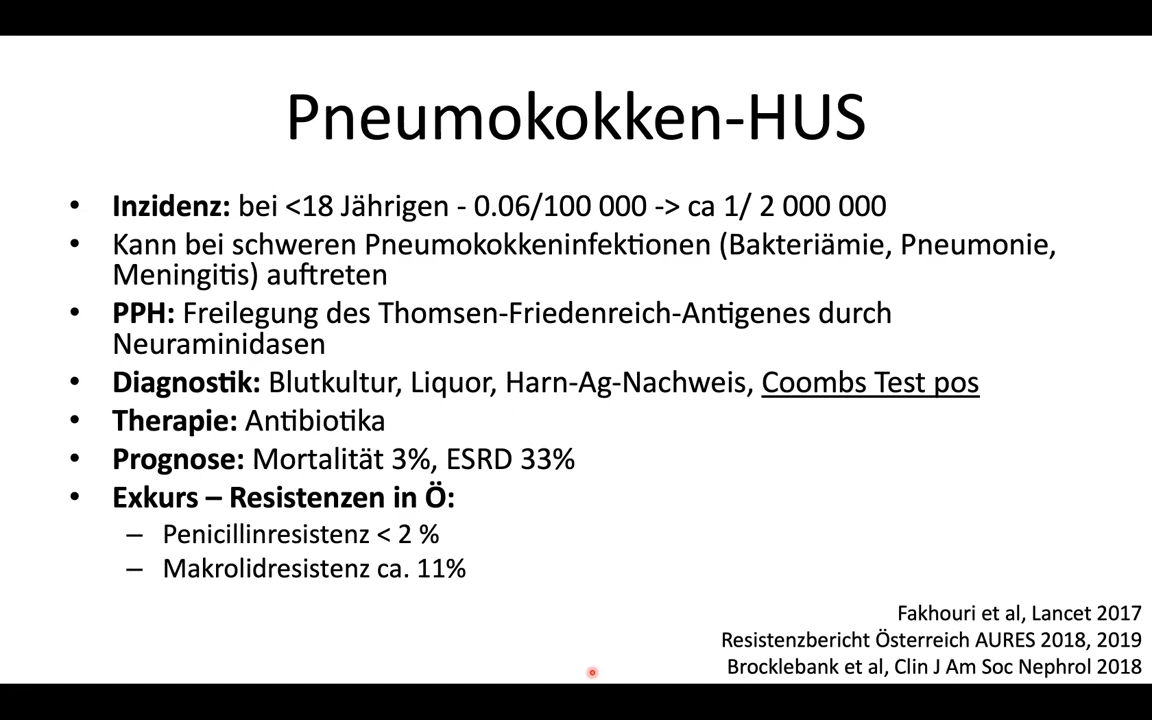 Pneumokokken-HUS
• Inzidenz: bei <18 Jährigen - 0.06/100 000 -> ca 1/ 2 000 000
• Kann bei schweren Pneumokokkeninfektionen (Bakteriämie, Pneumonie,
Meningitis) auftreten
• PPH: Freilegung des Thomsen-Friedenreich-Antigenes durch
Neuraminidasen
• Diagnostik: Blutkultur, Liquor, Harn-Ag-Nachweis, Coombs Test pos
• Therapie: Antibiotika
• Prognose: Mortalität 3%, ESRD 33%
• Exkurs – Resistenzen in Ö:
– Penicillinresistenz < 2 %
– Makrolidresistenz ca. 11%
Fakhouri et al, Lancet 2017
Resistenzbericht Österreich AURES 2018, 2019
Brocklebank et al, Clin J Am Soc Nephrol 2018